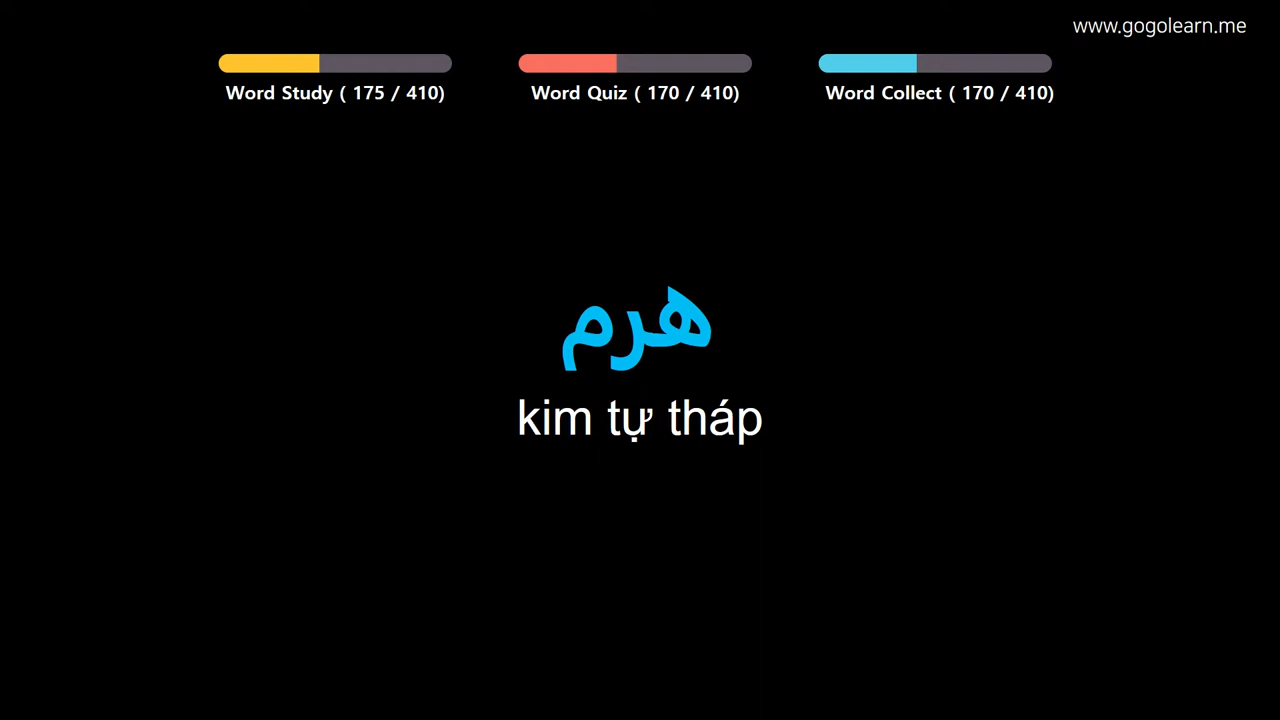 www.gogolearn.me
Word Study ( 175 / 410)
Word Quiz ( 170 / 410)
Word Collect ( 170 / 410)
هرم
kim tự tháp